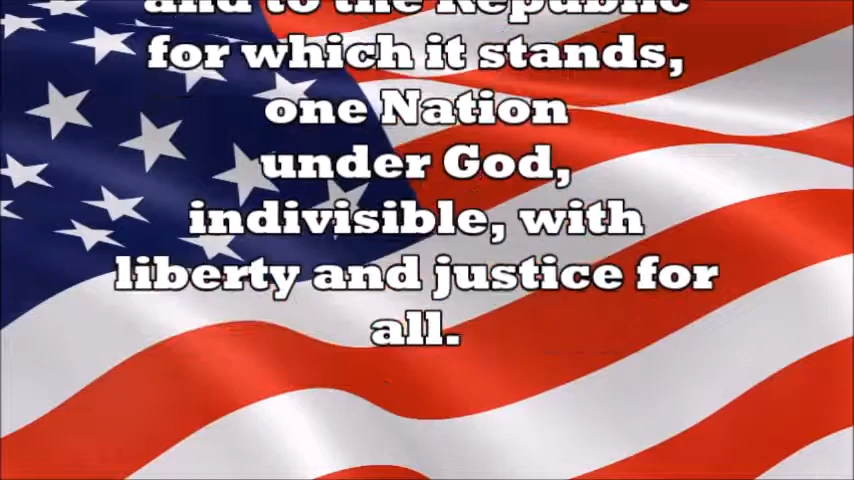 and to the Republic
for which it stands,
one Nation
under God,
indivisible, with
liberty and justice for
all.